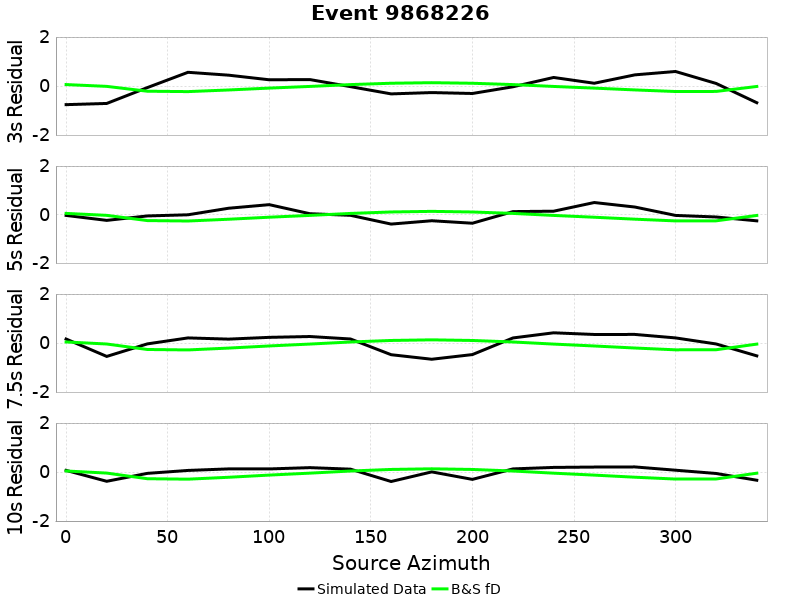 Event 9868226
3s Residual
2
0
-2
5s Residual
2
0
-2
7.5s Residual
2
0
-2
10s Residual
2
0
-2
0 50 100 150 200 250 300
Source Azimuth
Simulated Data B&S fD